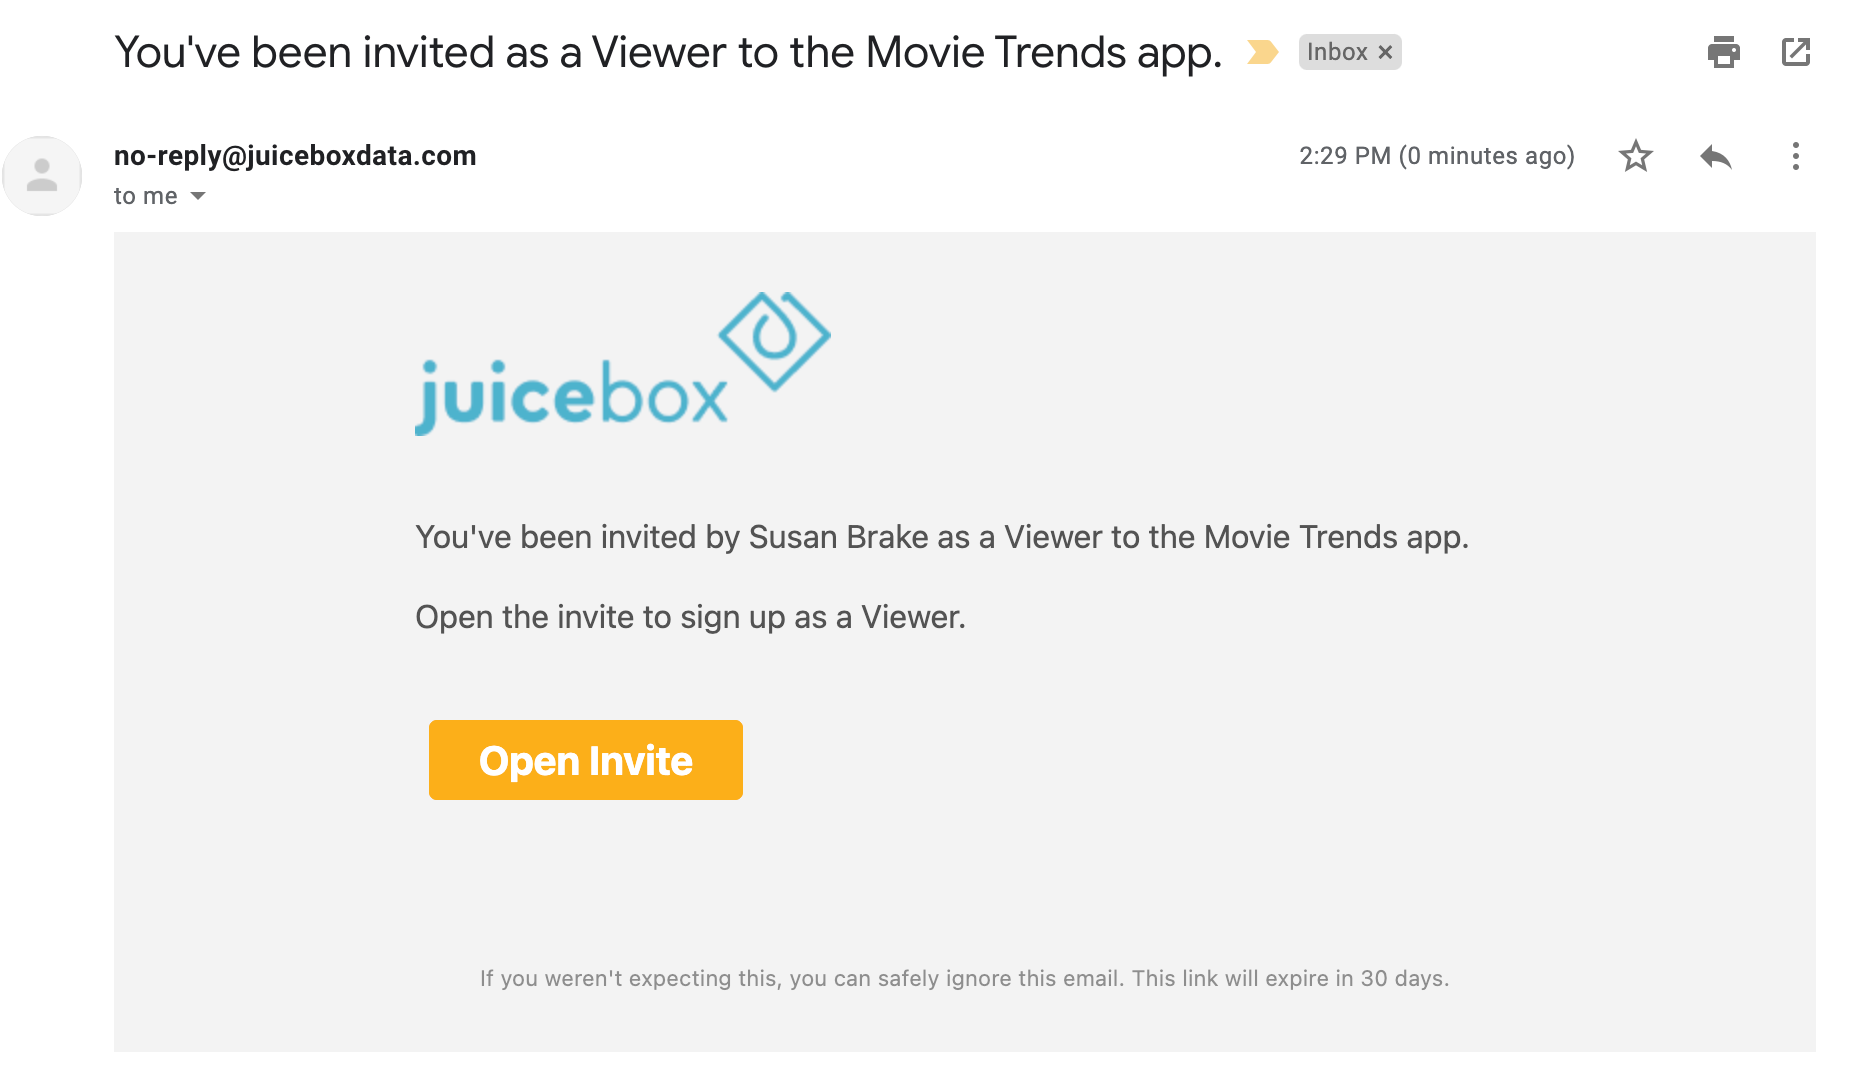 You've been invited as a Viewer to the Movie Trends app.
Inbox ×
no-reply@juiceboxdata.com
2:29 PM (0 minutes ago)
to me
juicebox
You've been invited by Susan Brake as a Viewer to the Movie Trends app.
Open the invite to sign up as a Viewer.
Open Invite
If you weren't expecting this, you can safely ignore this email. This link will expire in 30 days.